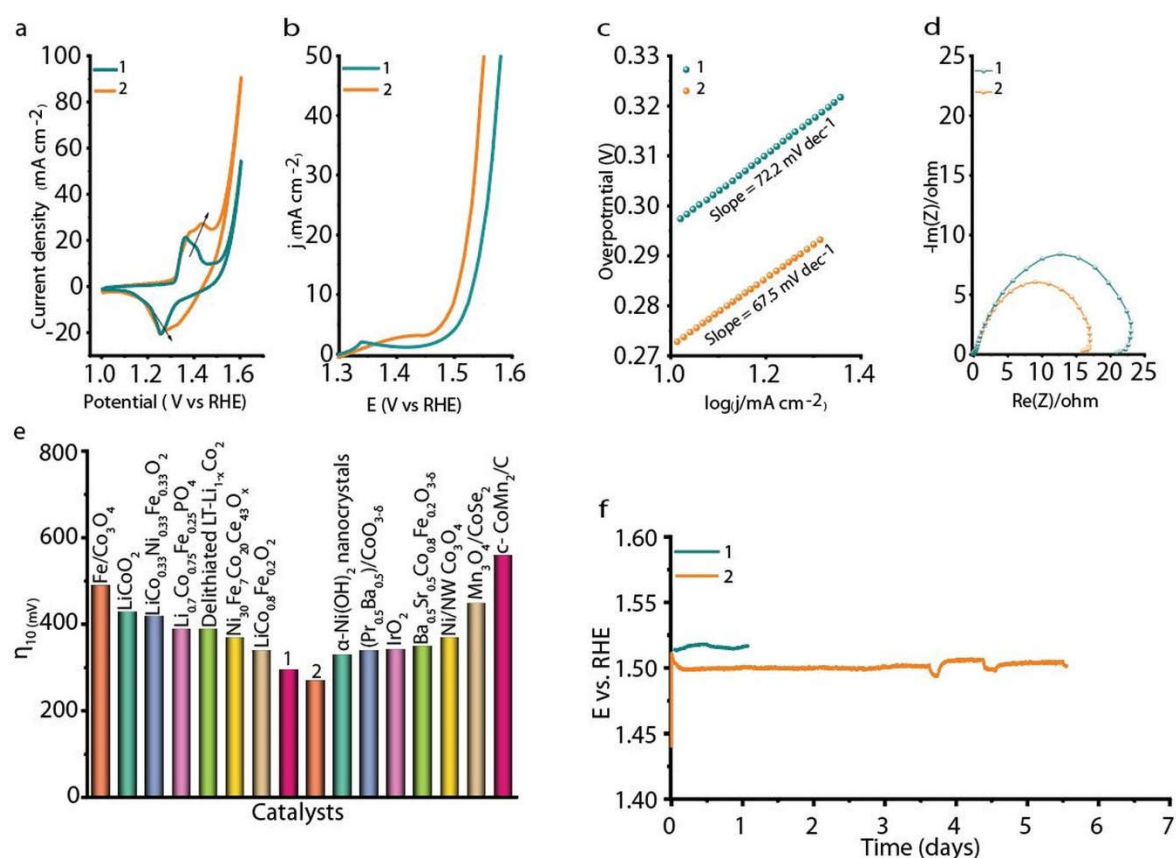 a
100
80
60
40
20
0
-20
1
2
Current density (mA cm-2)
1.0
1.2
1.4
1.6
Potential ( V vs RHE)
b
50
40
30
20
10
0
1
2
j (mA cm-2)
1.3
1.4
1.5
1.6
E (V vs RHE)
c
0.33
0.32
0.31
0.30
0.29
0.28
0.27
1
2
Overpotntial (V)
Slope = 72.2 mV dec-1
Slope = 67.5 mV dec-1
1.0
1.2
1.4
log(j/mA cm-2)
d
25
20
15
10
5
0
1
2
-Im(Z)/ohm
0
5
10
15
20
25
Re(Z)/ohm
e
800
600
400
200
0
η10 (mV)
Fe/Co3O4
LiCoO2
LiCo0.33Ni0.33Fe0.33O2
Li0.7Co0.75Fe0.25PO4
Delithiated LT-Li1-xCo2
Ni30Fe7Co20Ce43Ox
LiCo0.8Fe0.2O2
1
2
α-Ni(OH)2 nanocrystals
(Pr0.5Ba0.5)/CoO3-δ
IrO2
Ba0.5Sr0.5Co0.8Fe0.2O3-δ
Ni/NW Co3O4
Mn3O4/CoSe2
c- CoMn2/C
Catalysts
f
1.60
1.55
1.50
1.45
1.40
1
2
E vs. RHE
0
1
2
3
4
5
6
7
Time (days)